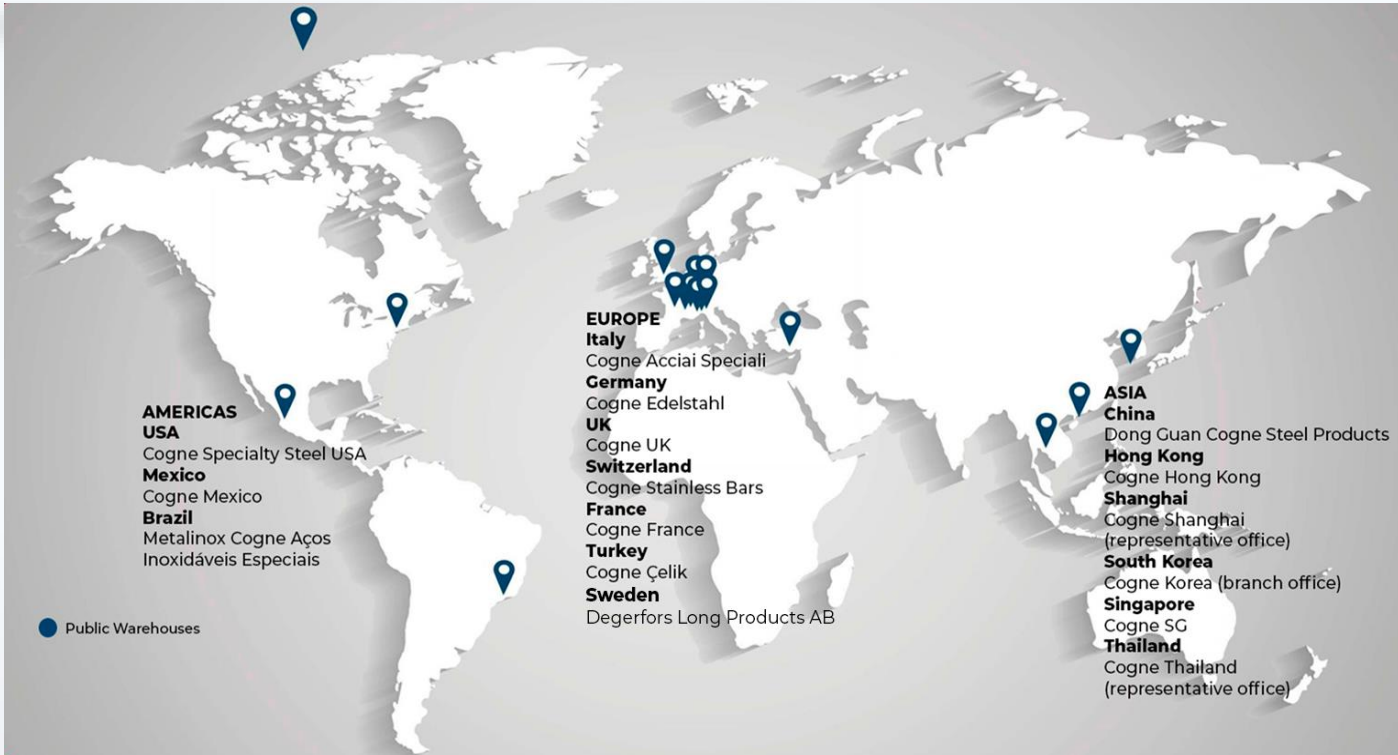 AMERICAS
USA
Cogne Specialty Steel USA
Mexico
Cogne Mexico
Brazil
Metalinox Cogne Aços
Inoxidáveis Especiais
Public Warehouses
EUROPE
Italy
Cogne Acciai Speciali
Germany
Cogne Edelstahl
UK
Cogne UK
Switzerland
Cogne Stainless Bars
France
Cogne France
Turkey
Cogne Çelik
Sweden
Degerfors Long Products AB
ASIA
China
Dong Guan Cogne Steel Products
Hong Kong
Cogne Hong Kong
Shanghai
Cogne Shanghai
(representative office)
South Korea
Cogne Korea (branch office)
Singapore
Cogne SG
Thailand
Cogne Thailand
(representative office)